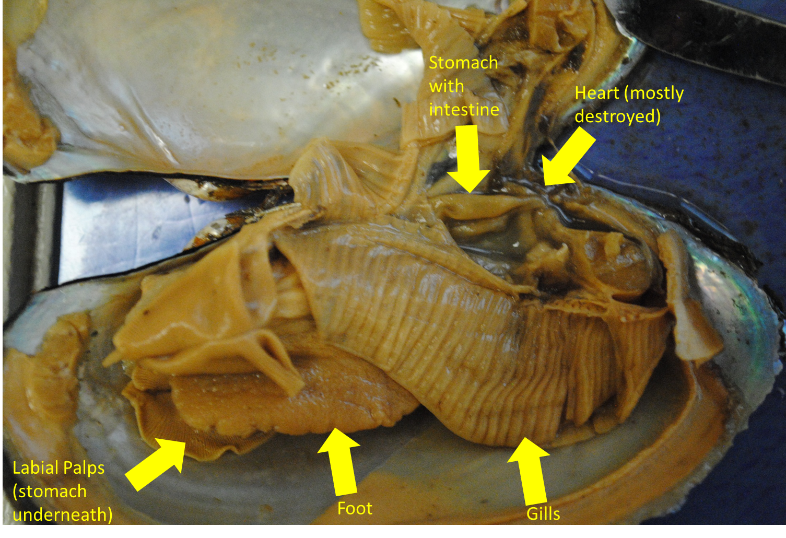 Stomach
with
intestine
Heart (mostly
destroyed)
Labial Palps
(stomach
underneath)
Foot
Gills